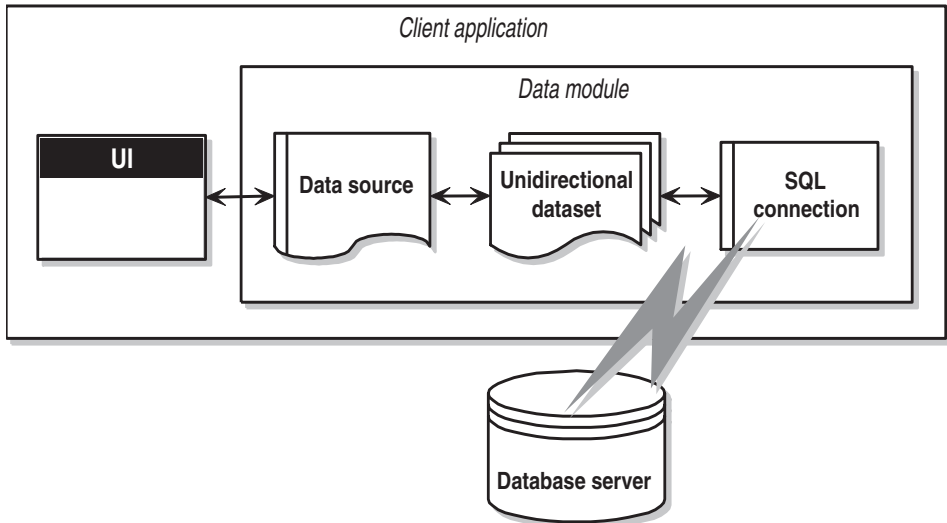 Client application
Data module
UI
Data source
Unidirectional
dataset
SQL
connection
Database server